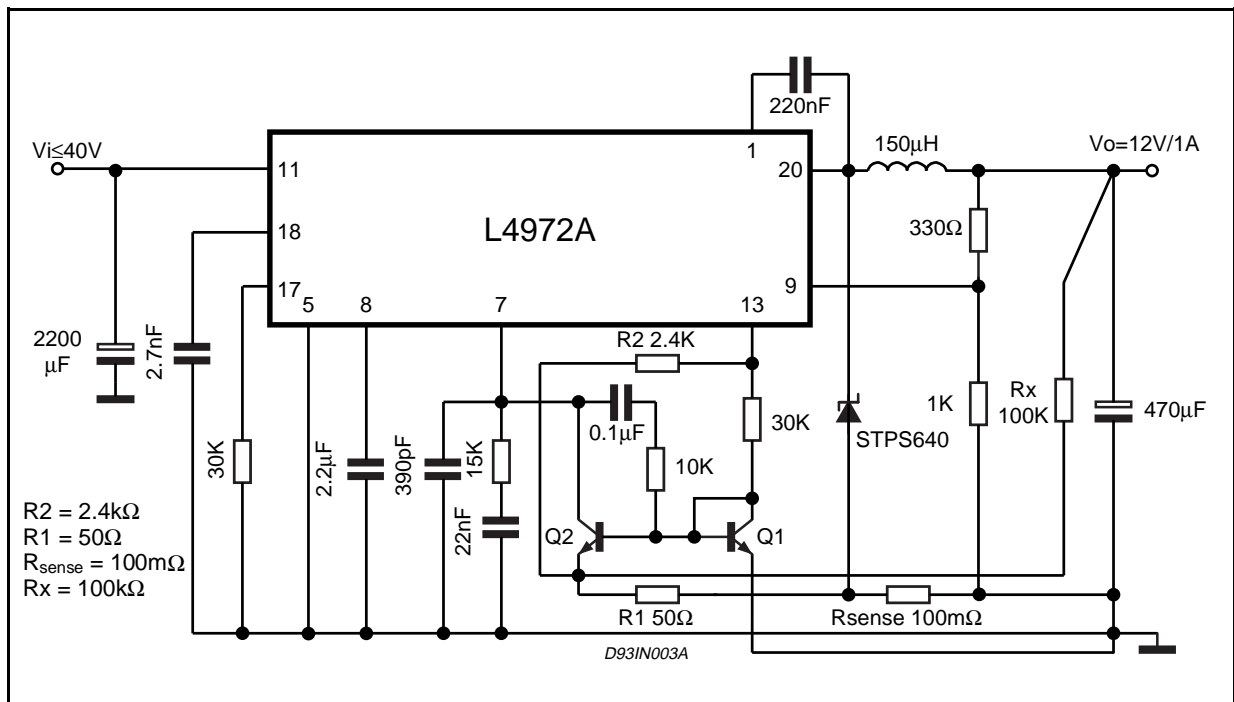 220nF
Vi≤40V
1
150µH
Vo=12V/1A
11
20
L4972A
18
330Ω
17
5
8
7
13
9
2200
µF
2.7nF
R2 2.4K
30K
2.2µF
390pF
15K
22nF
0.1µF
10K
30K
STPS640
1K
Rx
100K
470µF
R2 = 2.4kΩ
R1 = 50Ω
Rsense = 100mΩ
Rx = 100kΩ
Q2
Q1
R1 50Ω
Rsense 100mΩ
D93IN003A